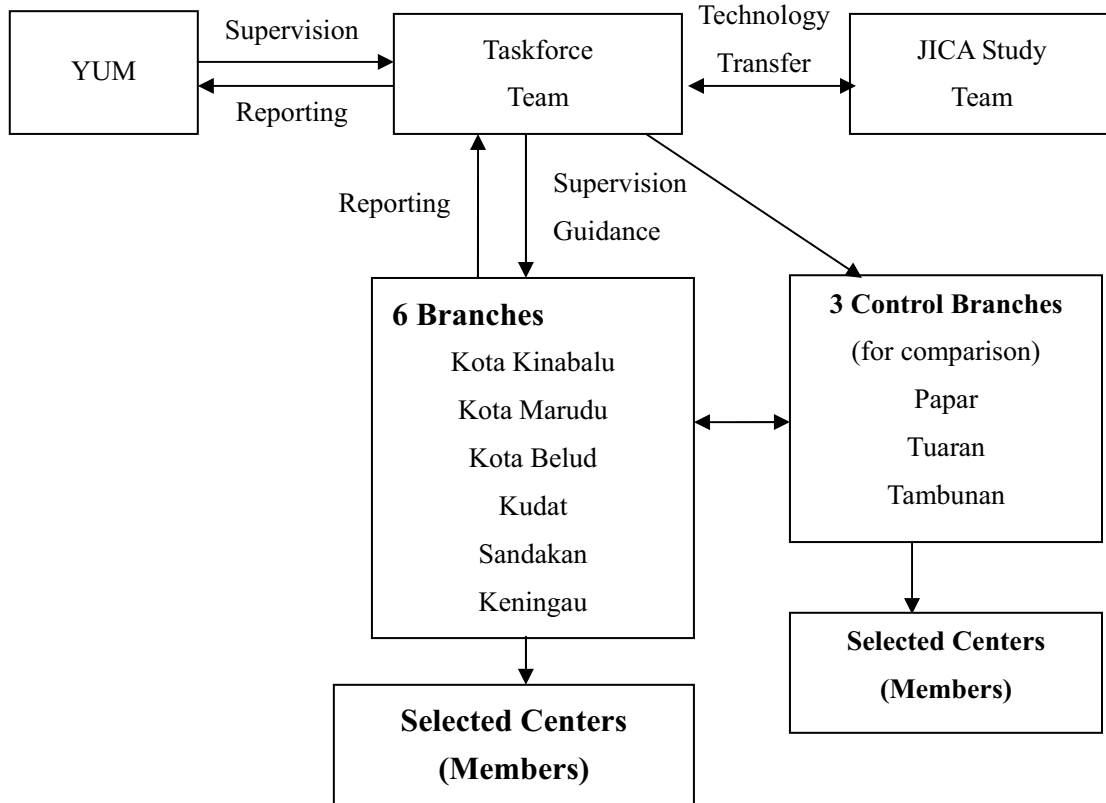 YUM
Supervision
Reporting
Taskforce
Team
Technology
Transfer
JICA Study
Team
Reporting
Supervision
Guidance
6 Branches
Kota Kinabalu
Kota Marudu
Kota Belud
Kudat
Sandakan
Keningau
3 Control Branches
(for comparison)
Papar
Tuaran
Tambunan
Selected Centers
(Members)
Selected Centers
(Members)